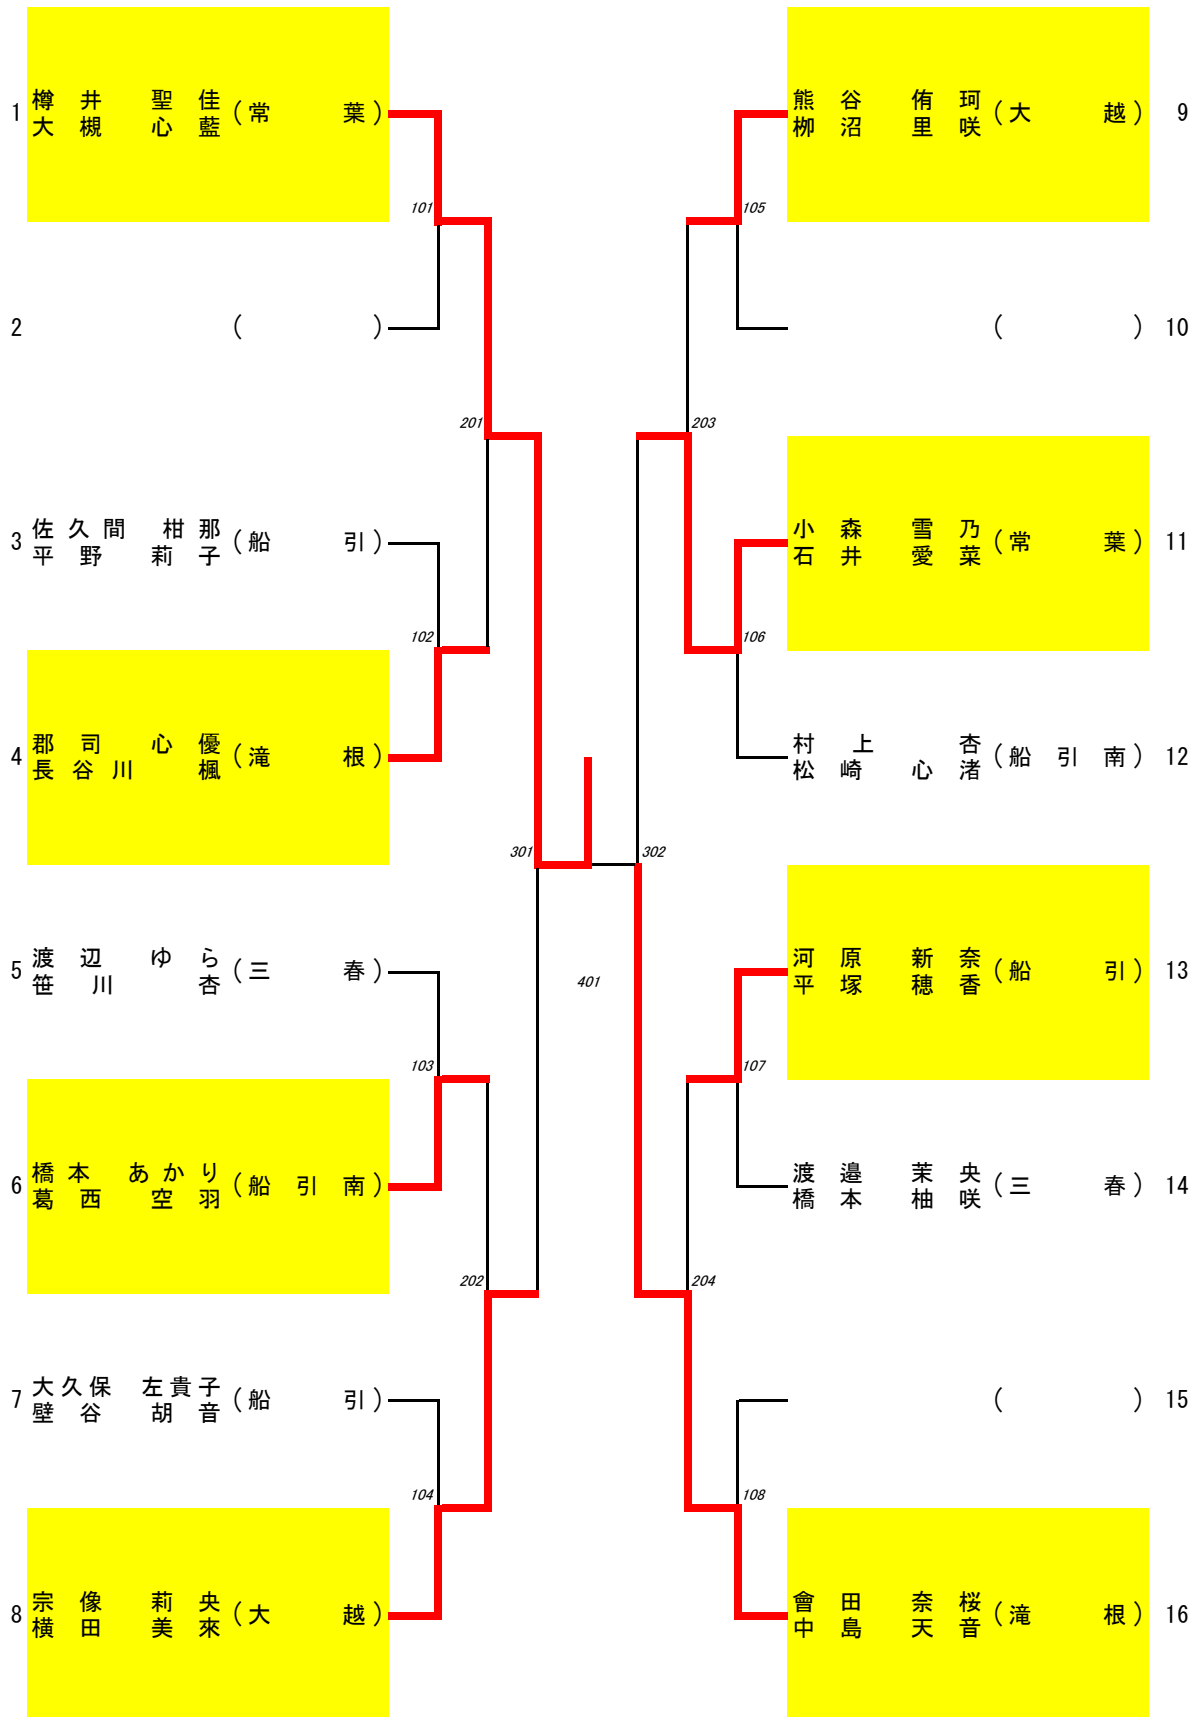 1 樽井 聖佳 (常 葉)
大槻 心藍
101
2 ( )
201
3 佐久間 柑那 (船 引)
平野 莉子
102
4 郡司 心優 (滝 根)
長谷川 楓
301
5 渡辺 ゆら (三 春)
笹川 杏
103
6 橋本 あかり (船引南)
葛西 空羽
202
7 大久保 左貴子 (船 引)
壁谷 胡音
104
8 宗像 莉央 (大 越)
横田 美來
401
熊谷 侑珂 (大 越) 9
栁沼 里咲
105
( ) 10
203
小森 雪乃 (常 葉) 11
石井 愛菜
106
村上 杏 (船引南) 12
松崎 心渚
302
河原 新奈 (船 引) 13
平塚 穂香
107
渡邉 茉央 (三 春) 14
橋本 柚咲
204
( ) 15
108
會田 奈桜 (滝 根) 16
中島 天音